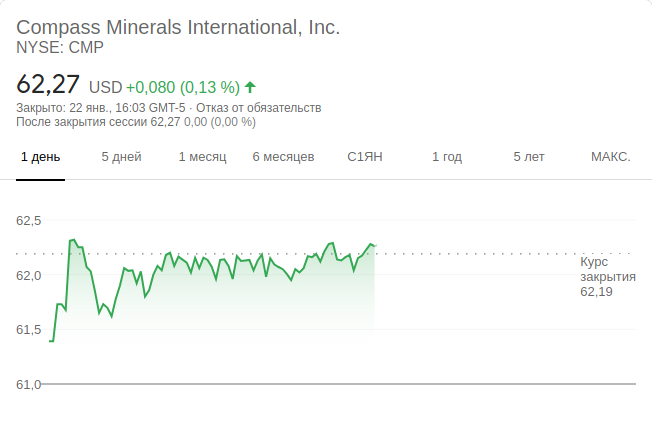 Compass Minerals International, Inc.
NYSE: CMP
62,27 USD +0,080 (0,13 %)
Закрыто: 22 янв., 16:03 GMT-5 · Отказ от обязательств
После закрытия сессии 62,27 0,00 (0,00 %)
1 день 5 дней 1 месяц 6 месяцев С1ЯН 1 год 5 лет МАКС.
62,5
62,0
61,5
61,0
Курс
закрытия
62,19